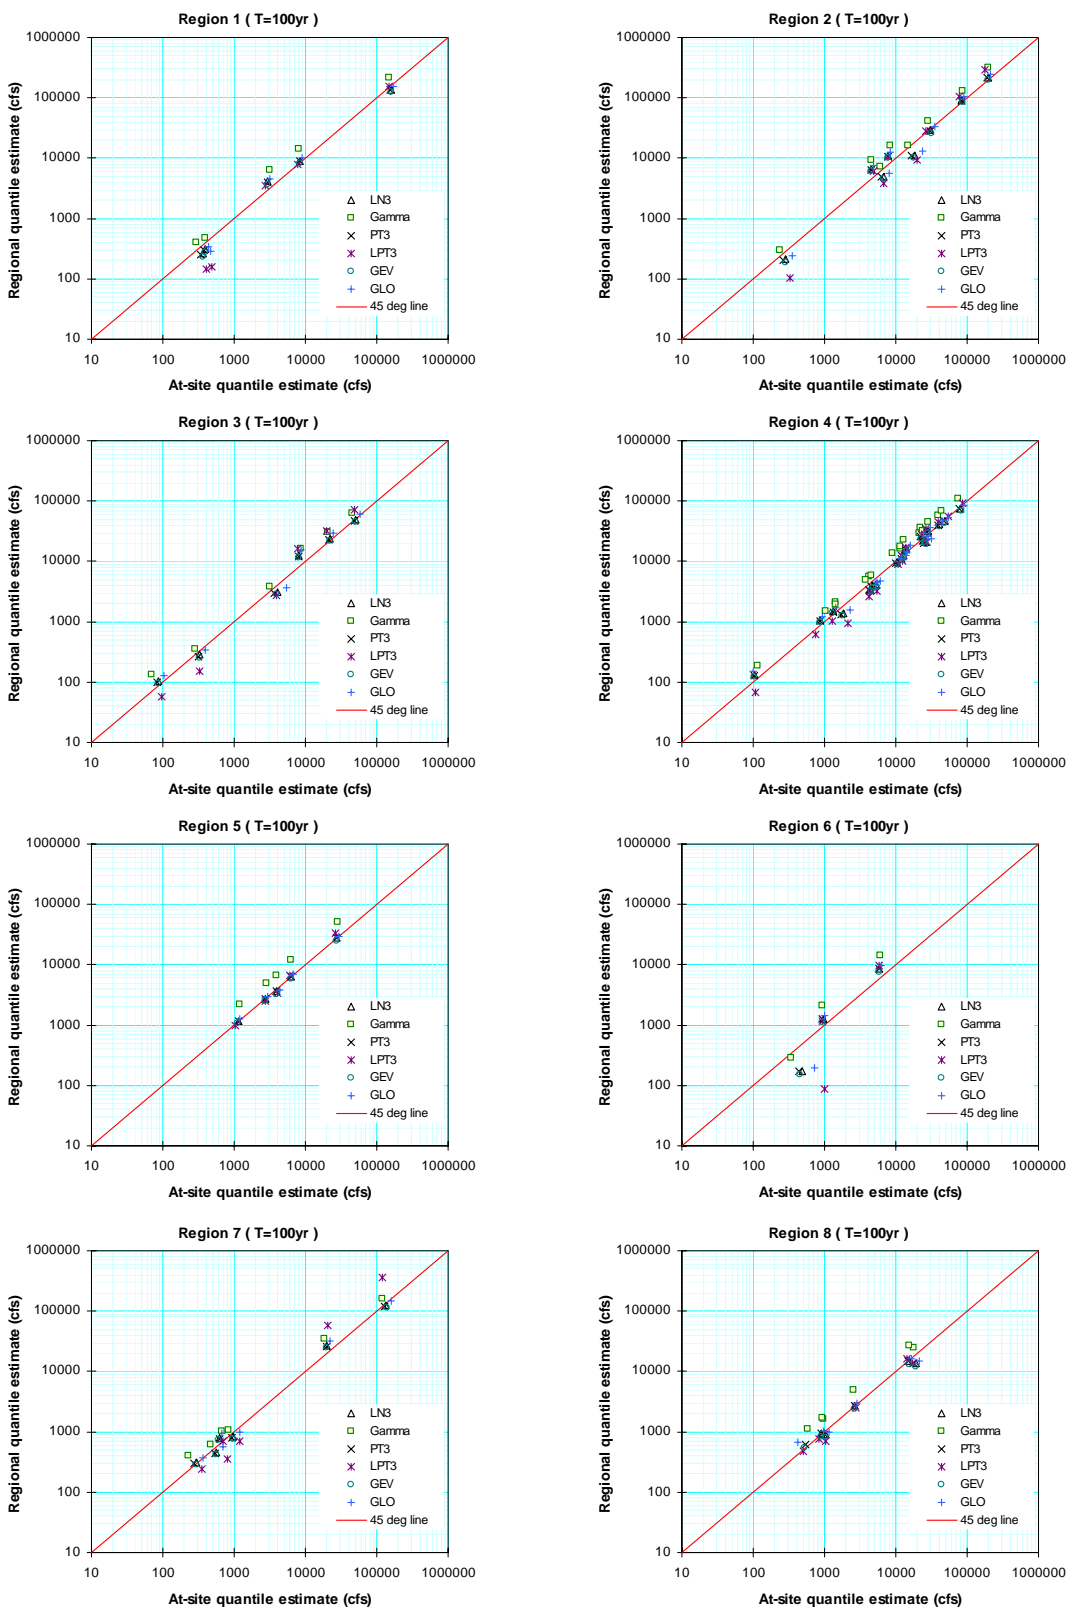 Region 1 ( T=100yr )
Regional quantile estimate (cfs)
1000000
100000
10000
1000
100
10
LN3
Gamma
PT3
LPT3
GEV
GLO
45 deg line
10 100 1000 10000 100000 1000000
At-site quantile estimate (cfs)
Region 2 ( T=100yr )
Regional quantile estimate (cfs)
1000000
100000
10000
1000
100
10
LN3
Gamma
PT3
LPT3
GEV
GLO
45 deg line
10 100 1000 10000 100000 1000000
At-site quantile estimate (cfs)
Region 3 ( T=100yr )
Regional quantile estimate (cfs)
1000000
100000
10000
1000
100
10
LN3
Gamma
PT3
LPT3
GEV
GLO
45 deg line
10 100 1000 10000 100000 1000000
At-site quantile estimate (cfs)
Region 4 ( T=100yr )
Regional quantile estimate (cfs)
1000000
100000
10000
1000
100
10
LN3
Gamma
PT3
LPT3
GEV
GLO
45 deg line
10 100 1000 10000 100000 1000000
At-site quantile estimate (cfs)
Region 5 ( T=100yr )
Regional quantile estimate (cfs)
1000000
100000
10000
1000
100
10
LN3
Gamma
PT3
LPT3
GEV
GLO
45 deg line
10 100 1000 10000 100000 1000000
At-site quantile estimate (cfs)
Region 6 ( T=100yr )
Regional quantile estimate (cfs)
1000000
100000
10000
1000
100
10
LN3
Gamma
PT3
LPT3
GEV
GLO
45 deg line
10 100 1000 10000 100000 1000000
At-site quantile estimate (cfs)
Region 7 ( T=100yr )
Regional quantile estimate (cfs)
1000000
100000
10000
1000
100
10
LN3
Gamma
PT3
LPT3
GEV
GLO
45 deg line
10 100 1000 10000 100000 1000000
At-site quantile estimate (cfs)
Region 8 ( T=100yr )
Regional quantile estimate (cfs)
1000000
100000
10000
1000
100
10
LN3
Gamma
PT3
LPT3
GEV
GLO
45 deg line
10 100 1000 10000 100000 1000000
At-site quantile estimate (cfs)